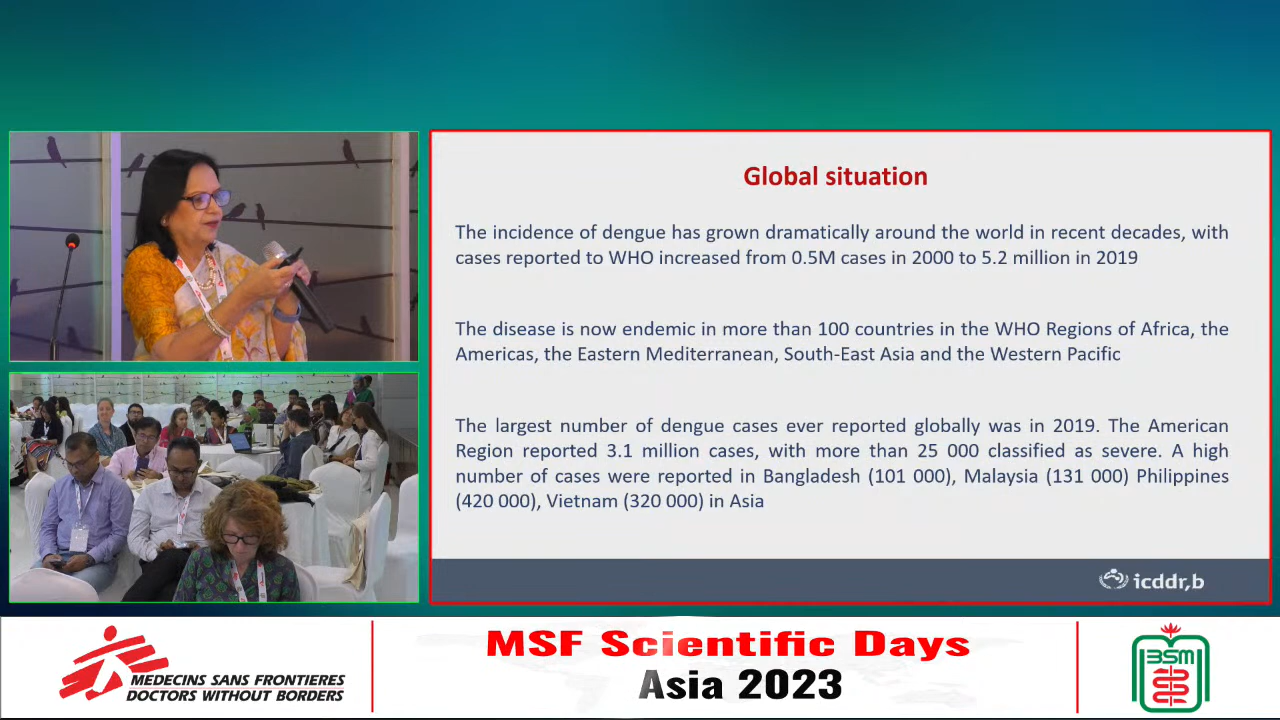 Global situation
The incidence of dengue has grown dramatically around the world in recent decades, with
cases reported to WHO increased from 0.5M cases in 2000 to 5.2 million in 2019
The disease is now endemic in more than 100 countries in the WHO Regions of Africa, the
Americas, the Eastern Mediterranean, South-East Asia and the Western Pacific
The largest number of dengue cases ever reported globally was in 2019. The American
Region reported 3.1 million cases, with more than 25 000 classified as severe. A high
number of cases were reported in Bangladesh (101 000), Malaysia (131 000) Philippines
(420 000), Vietnam (320 000) in Asia
icddr,b
MEDECINS SANS FRONTIERES
DOCTORS WITHOUT BORDERS
MSF Scientific Days
Asia 2023
BSM